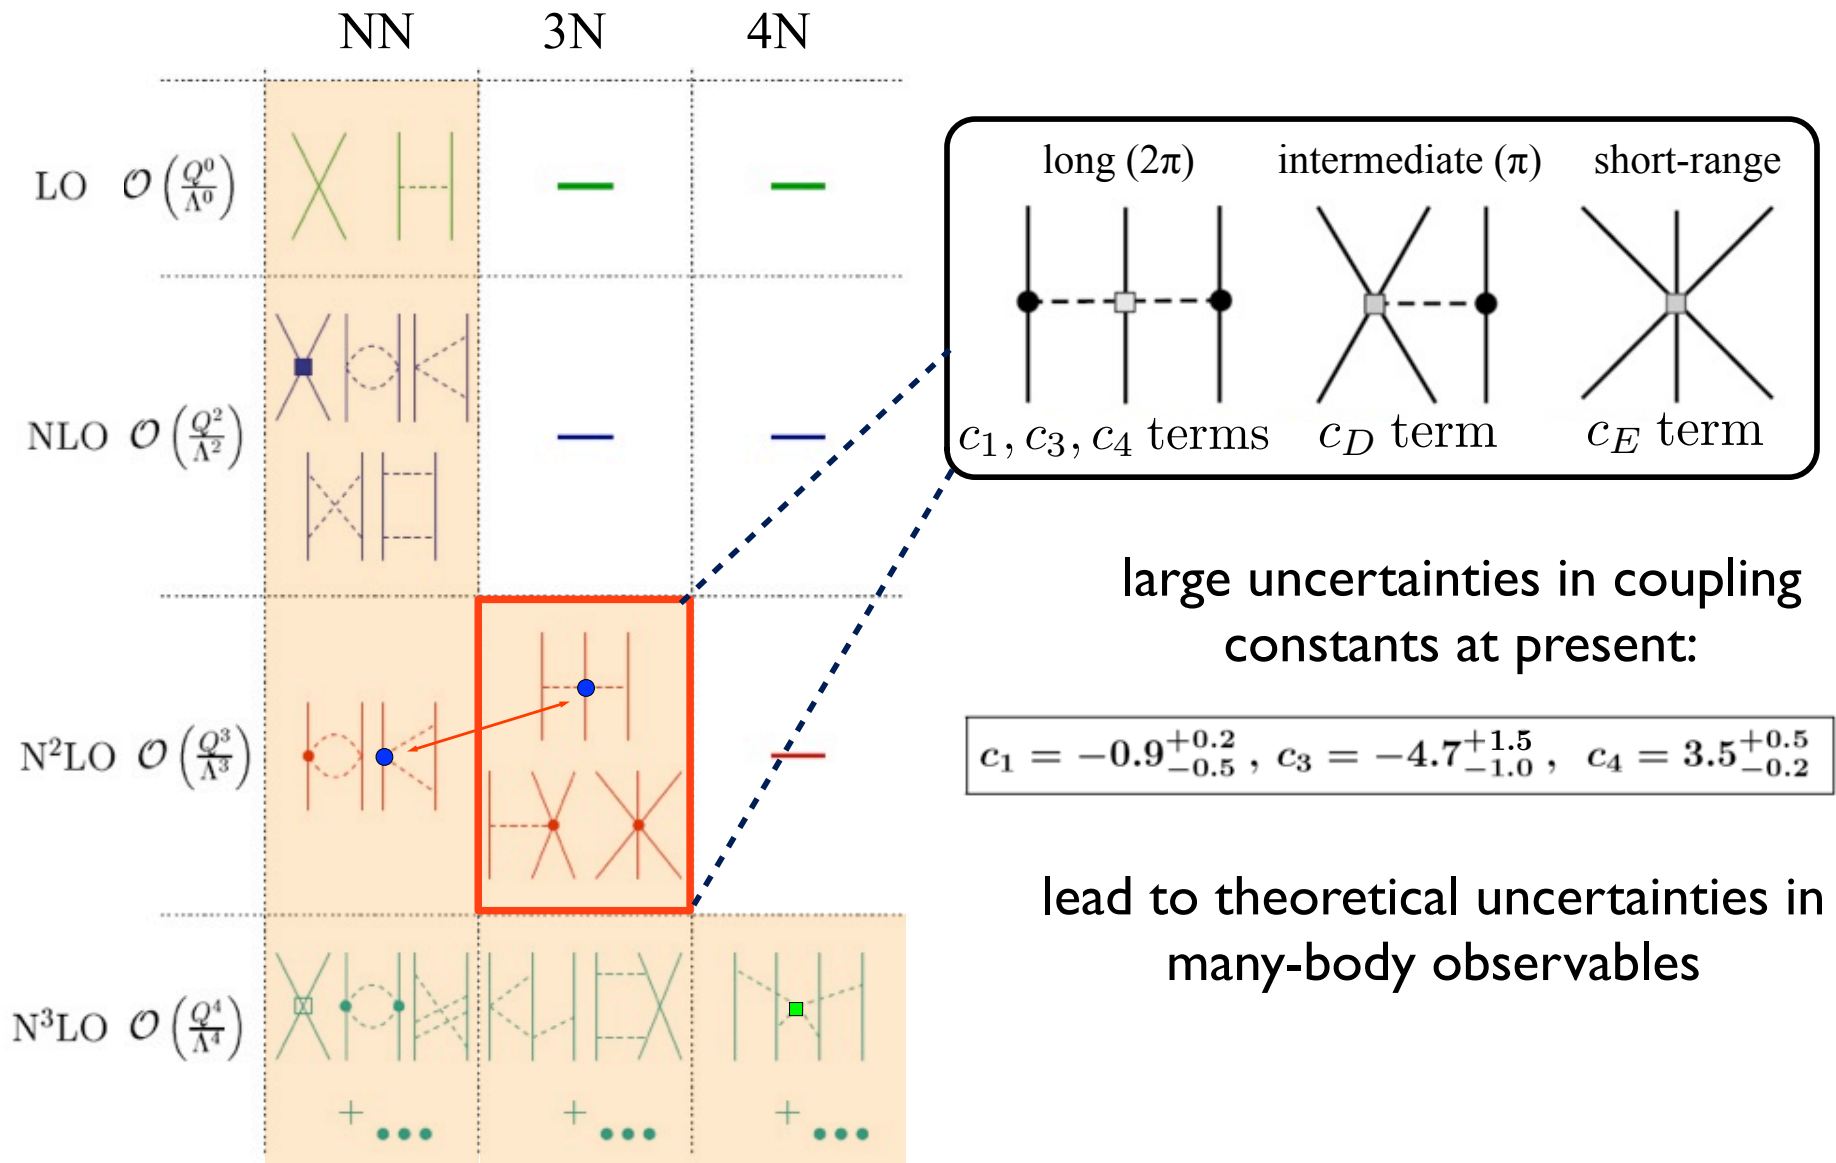 NN 3N 4N
LO 𝒪(Q⁰/Λ⁰)
NLO 𝒪(Q²/Λ²)
N²LO 𝒪(Q³/Λ³)
N³LO 𝒪(Q⁴/Λ⁴)
+ ••• + ••• + •••
long (2π) intermediate (π) short-range
c₁, c₃, c₄ terms c_D term c_E term
large uncertainties in coupling
constants at present:
c₁ = −0.9^{+0.2}_{−0.5} , c₃ = −4.7^{+1.5}_{−1.0} , c₄ = 3.5^{+0.5}_{−0.2}
lead to theoretical uncertainties in
many-body observables